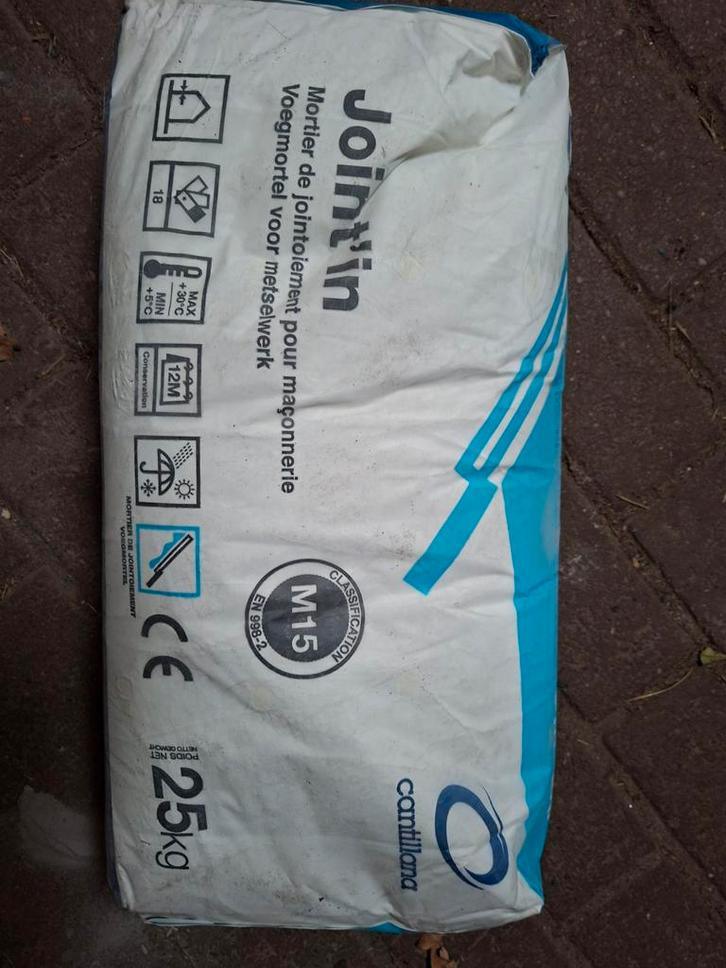 Joint'in
Mortier de jointoiement pour maçonnerie
Voegmortel voor metselwerk
18
MAX
+30°C
MIN
+5°C
12M
Conservation
MORTIER DE JOINTOIEMENT
VOEGMORTEL
CE
CLASSIFICATION
M15
EN 998-2
POIDS NET
NETTO GEWICHT
25kg
cantillana